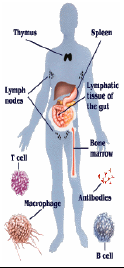 Thymus
Spleen
Lymph
nodes
Lymphatic
tissue of
the gut
Bone
marrow
T cell
Antibodies
Macrophage
B cell